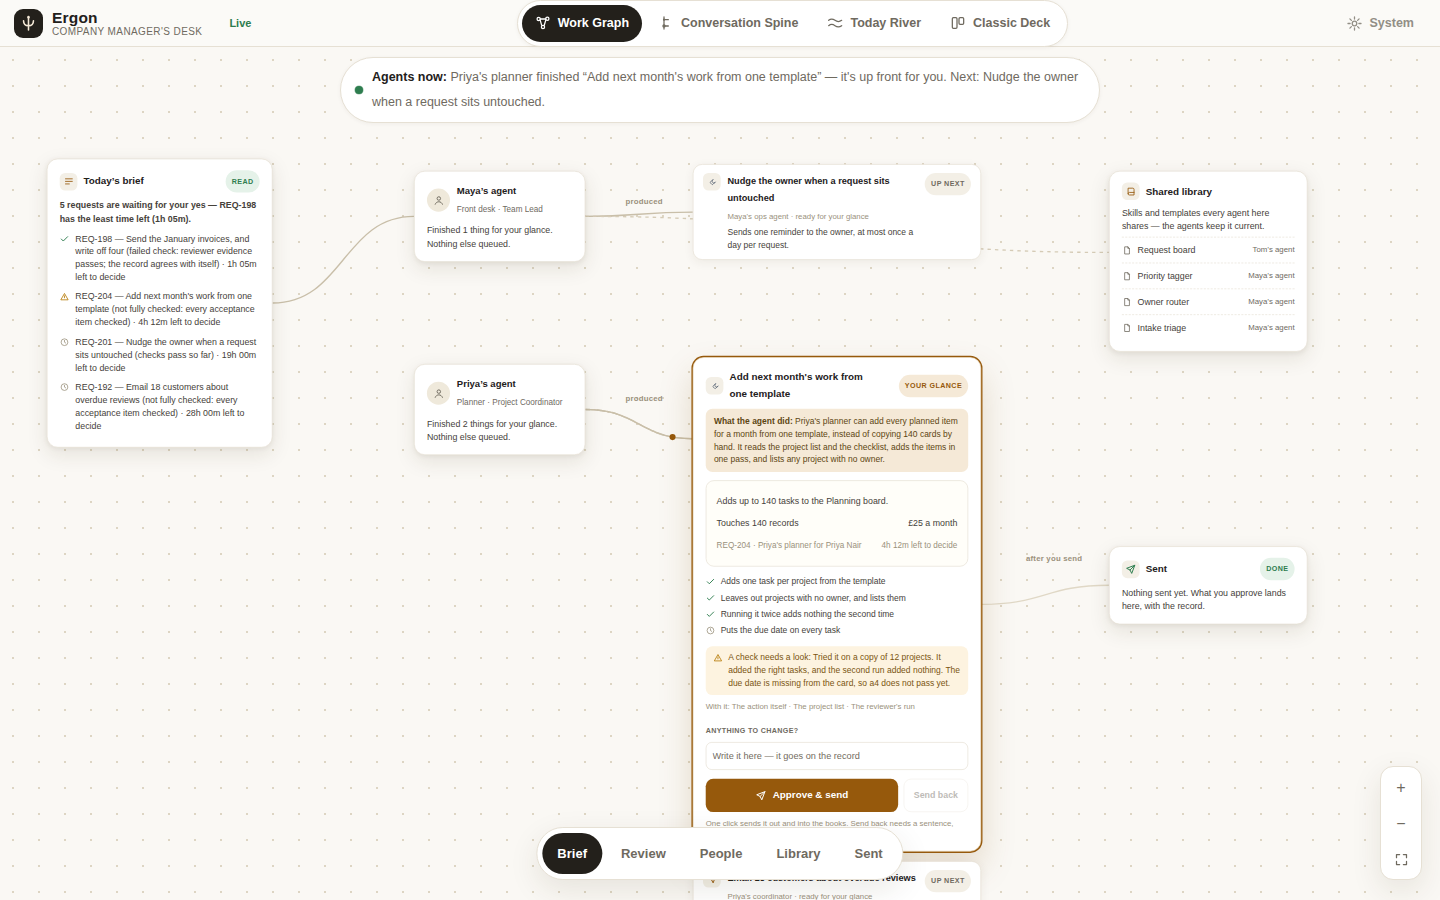 Ergon
COMPANY MANAGER'S DESK
Live
Work Graph
Conversation Spine
Today River
Classic Deck
System
Agents now: Priya's planner finished “Add next month's work from one template” — it's up front for you. Next: Nudge the owner
when a request sits untouched.
Today's brief
READ
5 requests are waiting for your yes — REQ-198
has the least time left (1h 05m).
REQ-198 — Send the January invoices, and
write off four (failed check: reviewer evidence
passes; the record agrees with itself) · 1h 05m
left to decide
REQ-204 — Add next month's work from one
template (not fully checked: every acceptance
item checked) · 4h 12m left to decide
REQ-201 — Nudge the owner when a request
sits untouched (checks pass so far) · 19h 00m
left to decide
REQ-192 — Email 18 customers about
overdue reviews (not fully checked: every
acceptance item checked) · 28h 00m left to
decide
Maya's agent
Front desk · Team Lead
Finished 1 thing for your glance.
Nothing else queued.
produced
Nudge the owner when a request sits
untouched
UP NEXT
Maya's ops agent · ready for your glance
Sends one reminder to the owner, at most once a
day per request.
Shared library
Skills and templates every agent here
shares — the agents keep it current.
Request board
Tom's agent
Priority tagger
Maya's agent
Owner router
Maya's agent
Intake triage
Maya's agent
Priya's agent
Planner · Project Coordinator
Finished 2 things for your glance.
Nothing else queued.
produced
Add next month's work from
one template
YOUR GLANCE
What the agent did: Priya's planner can add every planned item
for a month from one template, instead of copying 140 cards by
hand. It reads the project list and the checklist, adds the items in
one pass, and lists any project with no owner.
Adds up to 140 tasks to the Planning board.
Touches 140 records
£25 a month
REQ-204 · Priya's planner for Priya Nair
4h 12m left to decide
Adds one task per project from the template
Leaves out projects with no owner, and lists them
Running it twice adds nothing the second time
Puts the due date on every task
A check needs a look: Tried it on a copy of 12 projects. It
added the right tasks, and the second run added nothing. The
due date is missing from the card, so a4 does not pass yet.
With it: The action itself · The project list · The reviewer's run
ANYTHING TO CHANGE?
Write it here — it goes on the record
Approve & send
Send back
One click sends it out and into the books. Send back needs a sentence.
after you send
Sent
DONE
Nothing sent yet. What you approve lands
here, with the record.
Brief
Review
People
Library
Sent
reviews
UP NEXT
Priya's coordinator · ready for your glance
+
−